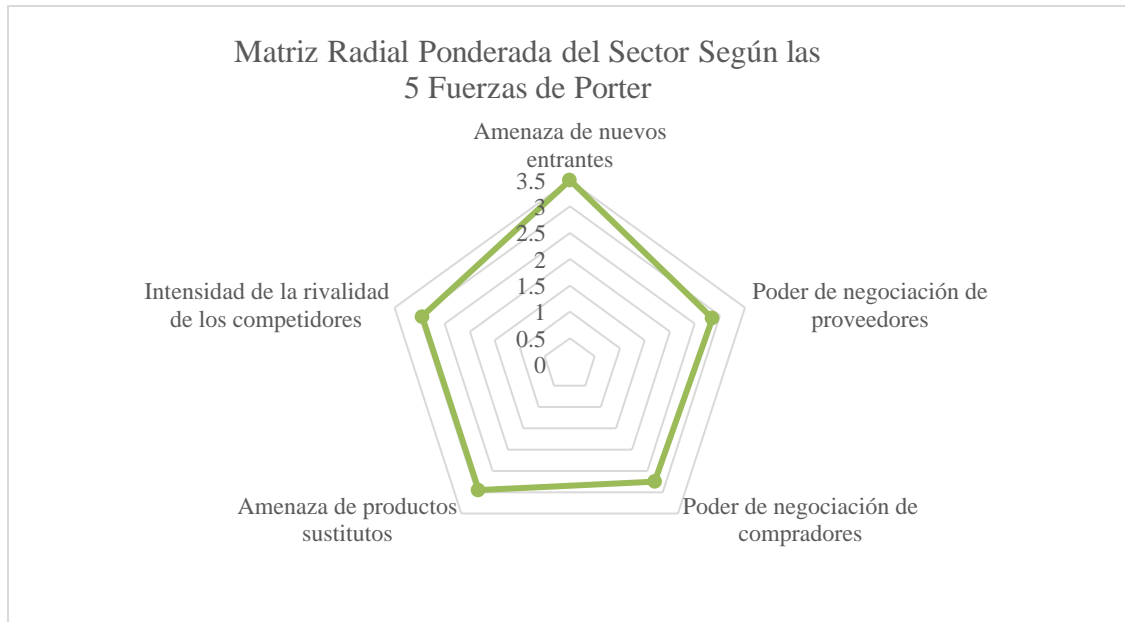 Matriz Radial Ponderada del Sector Según las
5 Fuerzas de Porter
Amenaza de nuevos
entrantes
3.5
3
2.5
2
1.5
1
0.5
0
Poder de negociación de
proveedores
Poder de negociación de
compradores
Amenaza de productos
sustitutos
Intensidad de la rivalidad
de los competidores